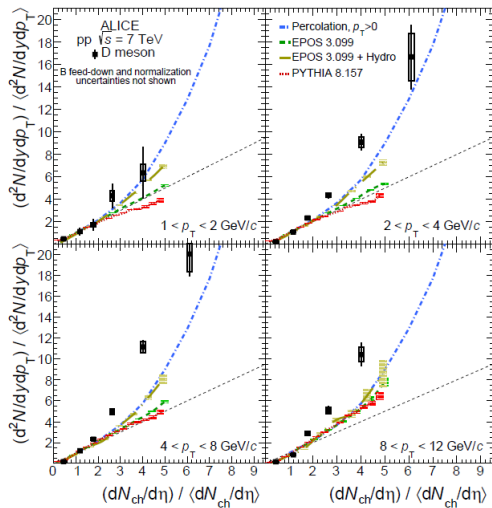 ALICE
pp √s = 7 TeV
D meson
B feed-down and normalization
uncertainties not shown
Percolation, pT>0
EPOS 3.099
EPOS 3.099 + Hydro
PYTHIA 8.157
(d²N/dydpT) / ⟨d²N/dydpT⟩
20
18
16
14
12
10
8
6
4
2
1 < pT < 2 GeV/c
2 < pT < 4 GeV/c
(d²N/dydpT) / ⟨d²N/dydpT⟩
20
18
16
14
12
10
8
6
4
2
0
4 < pT < 8 GeV/c
8 < pT < 12 GeV/c
0 1 2 3 4 5 6 7 8 9
0 1 2 3 4 5 6 7 8 9
(dNch/dη) / ⟨dNch/dη⟩
(dNch/dη) / ⟨dNch/dη⟩